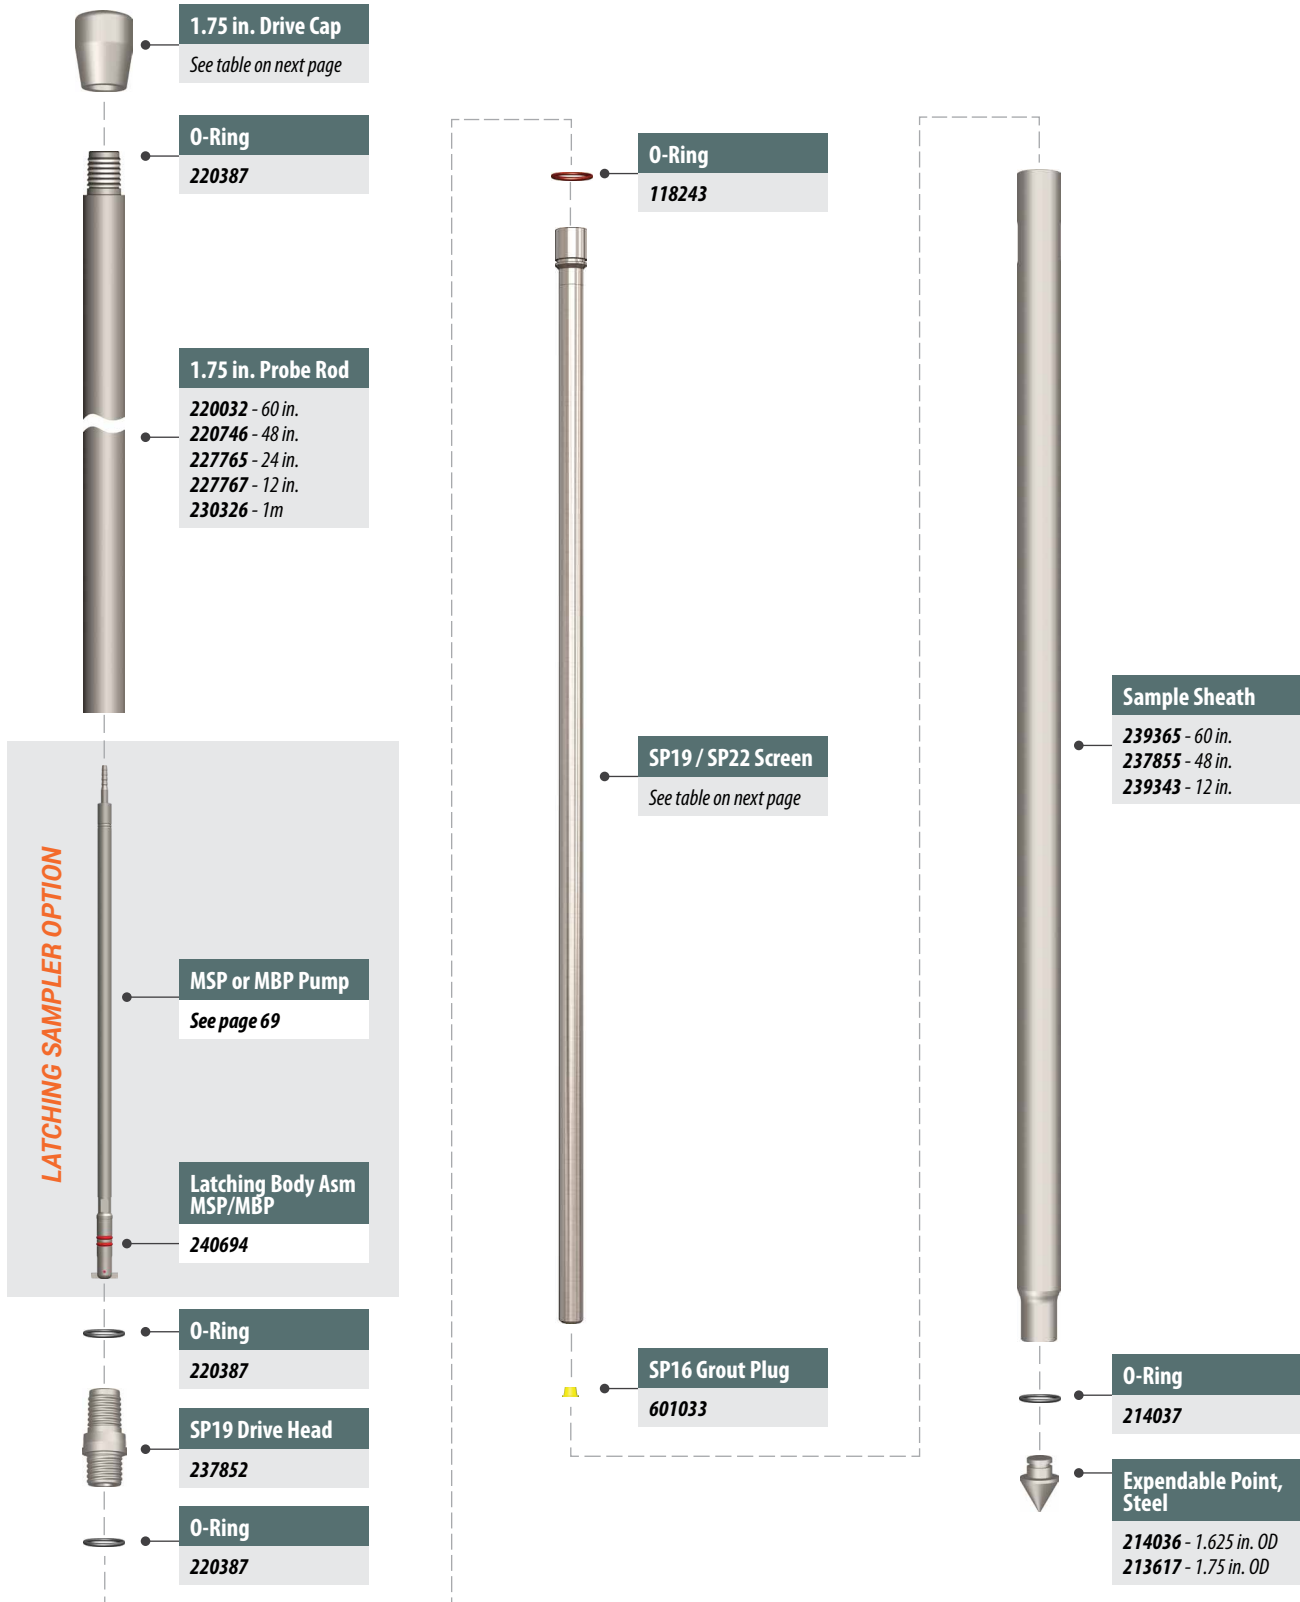 1.75 in. Drive Cap
See table on next page
O-Ring
220387
1.75 in. Probe Rod
220032 - 60 in.
220746 - 48 in.
227765 - 24 in.
227767 - 12 in.
230326 - 1m
LATCHING SAMPLER OPTION
MSP or MBP Pump
See page 69
Latching Body Asm
MSP/MBP
240694
O-Ring
220387
SP19 Drive Head
237852
O-Ring
220387
O-Ring
118243
SP19 / SP22 Screen
See table on next page
SP16 Grout Plug
601033
Sample Sheath
239365 - 60 in.
237855 - 48 in.
239343 - 12 in.
O-Ring
214037
Expendable Point,
Steel
214036 - 1.625 in. OD
213617 - 1.75 in. OD